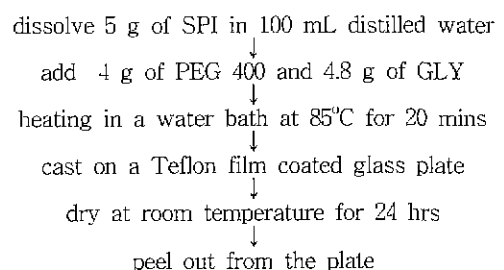 dissolve 5 g of SPI in 100 mL distilled water
↓
add 4 g of PEG 400 and 4.8 g of GLY
↓
heating in a water bath at 85°C for 20 mins
↓
cast on a Teflon film coated glass plate
↓
dry at room temperature for 24 hrs
↓
peel out from the plate